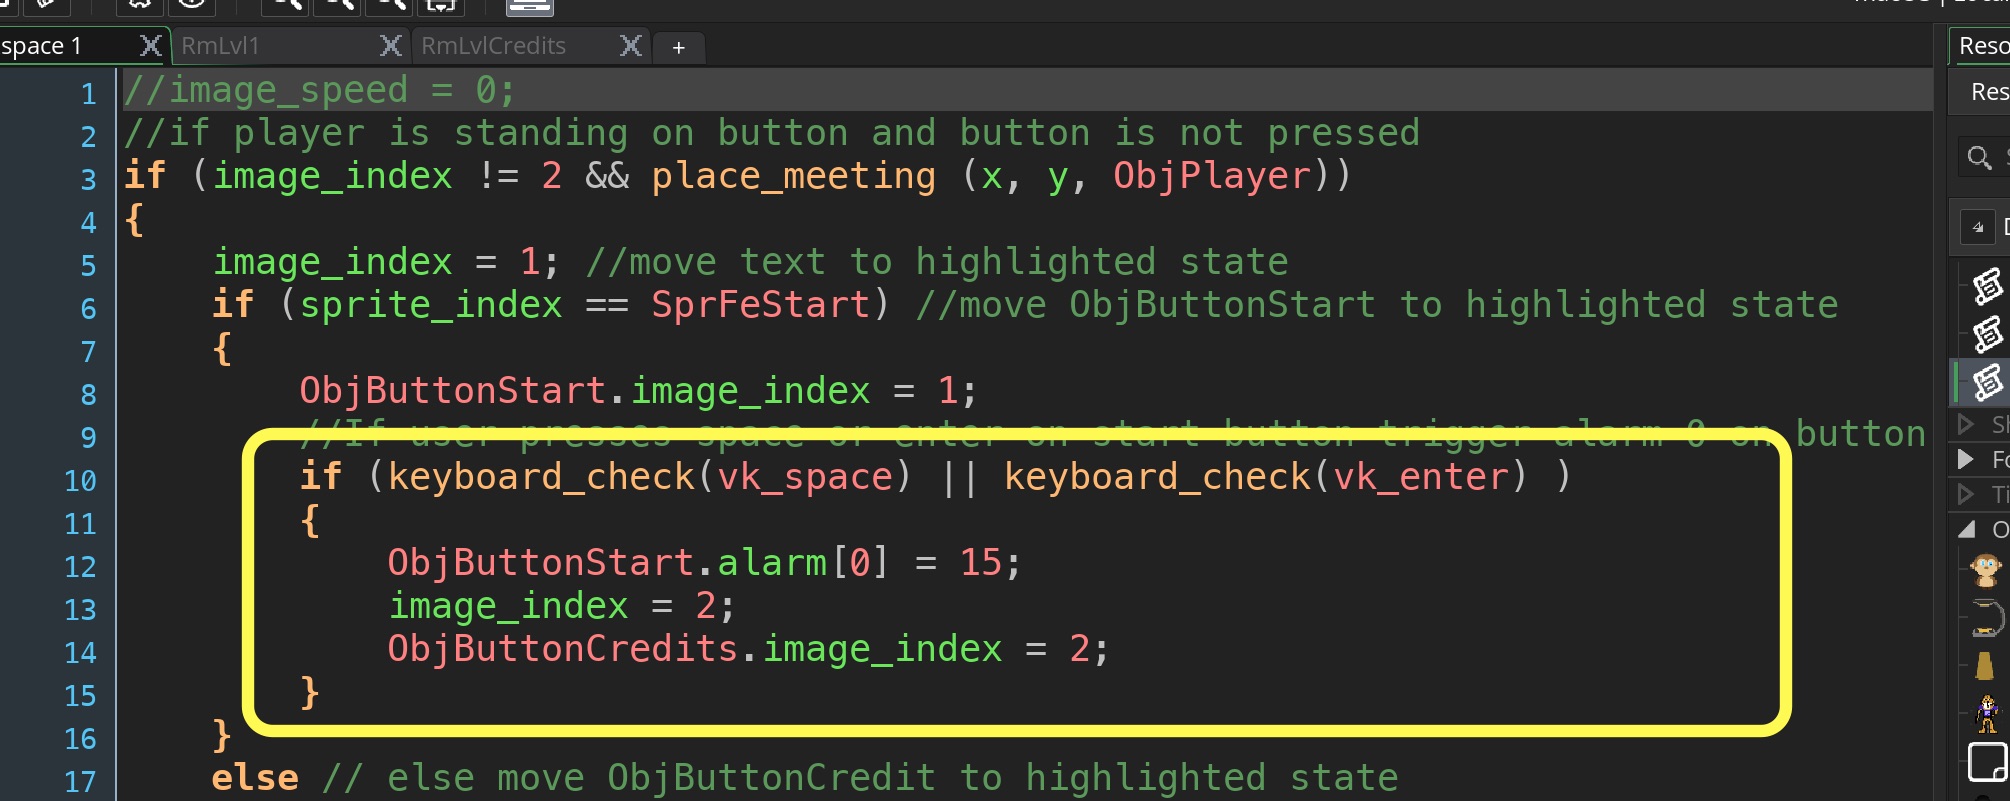 space 1
RmLvl1
RmLvlCredits
+
Reso
Res
1 //image_speed = 0;
2 //if player is standing on button and button is not pressed
3 if (image_index != 2 && place_meeting (x, y, ObjPlayer))
4 {
5 image_index = 1; //move text to highlighted state
6 if (sprite_index == SprFeStart) //move ObjButtonStart to highlighted state
7 {
8 ObjButtonStart.image_index = 1;
9 //If user presses space or enter on start button trigger alarm 0 on button
10 if (keyboard_check(vk_space) || keyboard_check(vk_enter) )
11 {
12 ObjButtonStart.alarm[0] = 15;
13 image_index = 2;
14 ObjButtonCredits.image_index = 2;
15 }
16 }
17 else // else move ObjButtonCredit to highlighted state
Sh
Fo
Ti
O